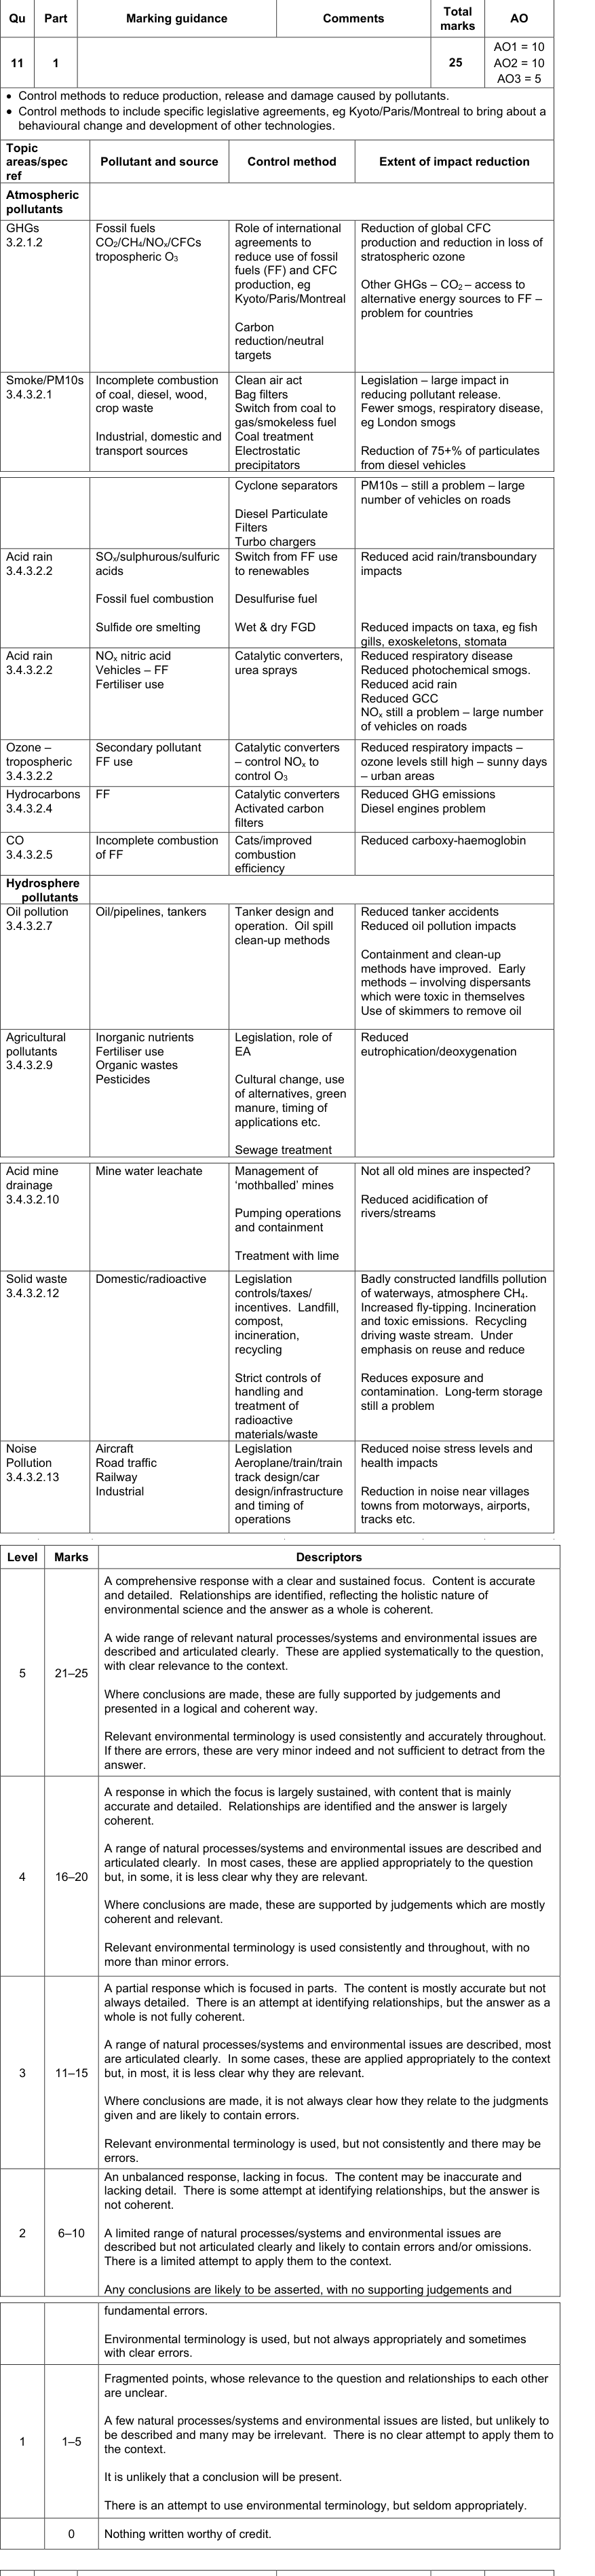 Qu Part Marking guidance Comments Total marks AO
11 1 25 AO1 = 10
AO2 = 10
AO3 = 5
• Control methods to reduce production, release and damage caused by pollutants.
• Control methods to include specific legislative agreements, eg Kyoto/Paris/Montreal to bring about a
behavioural change and development of other technologies.
Topic
areas/spec
ref
Pollutant and source
Control method
Extent of impact reduction
Atmospheric
pollutants
GHGs
3.2.1.2
Fossil fuels
CO₂/CH₄/NOₓ/CFCs
tropospheric O₃
Role of international
agreements to
reduce use of fossil
fuels (FF) and CFC
production, eg
Kyoto/Paris/Montreal
Carbon
reduction/neutral
targets
Reduction of global CFC
production and reduction in loss of
stratospheric ozone
Other GHGs – CO₂ – access to
alternative energy sources to FF –
problem for countries
Smoke/PM10s
3.4.3.2.1
Incomplete combustion
of coal, diesel, wood,
crop waste
Industrial, domestic and
transport sources
Clean air act
Bag filters
Switch from coal to
gas/smokeless fuel
Coal treatment
Electrostatic
precipitators
Legislation – large impact in
reducing pollutant release.
Fewer smogs, respiratory disease,
eg London smogs
Reduction of 75+% of particulates
from diesel vehicles
Cyclone separators
Diesel Particulate
Filters
Turbo chargers
PM10s – still a problem – large
number of vehicles on roads
Acid rain
3.4.3.2.2
SOₓ/sulphurous/sulfuric
acids
Fossil fuel combustion
Sulfide ore smelting
Switch from FF use
to renewables
Desulfurise fuel
Wet & dry FGD
Reduced acid rain/transboundary
impacts
Reduced impacts on taxa, eg fish
gills, exoskeletons, stomata
Acid rain
3.4.3.2.2
NOₓ nitric acid
Vehicles – FF
Fertiliser use
Catalytic converters,
urea sprays
Reduced respiratory disease
Reduced photochemical smogs.
Reduced acid rain
Reduced GCC
NOₓ still a problem – large number
of vehicles on roads
Ozone –
tropospheric
3.4.3.2.2
Secondary pollutant
FF use
Catalytic converters
– control NOₓ to
control O₃
Reduced respiratory impacts –
ozone levels still high – sunny days
– urban areas
Hydrocarbons
3.4.3.2.4
FF
Catalytic converters
Activated carbon
filters
Reduced GHG emissions
Diesel engines problem
CO
3.4.3.2.5
Incomplete combustion
of FF
Cats/improved
combustion
efficiency
Reduced carboxy-haemoglobin
Hydrosphere
pollutants
Oil pollution
3.4.3.2.7
Oil/pipelines, tankers
Tanker design and
operation. Oil spill
clean-up methods
Reduced tanker accidents
Reduced oil pollution impacts
Containment and clean-up
methods have improved. Early
methods – involving dispersants
which were toxic in themselves
Use of skimmers to remove oil
Agricultural
pollutants
3.4.3.2.9
Inorganic nutrients
Fertiliser use
Organic wastes
Pesticides
Legislation, role of
EA
Cultural change, use
of alternatives, green
manure, timing of
applications etc.
Sewage treatment
Reduced
eutrophication/deoxygenation
Acid mine
drainage
3.4.3.2.10
Mine water leachate
Management of
‘mothballed’ mines
Pumping operations
and containment
Treatment with lime
Not all old mines are inspected?
Reduced acidification of
rivers/streams
Solid waste
3.4.3.2.12
Domestic/radioactive
Legislation
controls/taxes/
incentives. Landfill,
compost,
incineration,
recycling
Strict controls of
handling and
treatment of
radioactive
materials/waste
Badly constructed landfills pollution
of waterways, atmosphere CH₄.
Increased fly-tipping. Incineration
and toxic emissions. Recycling
driving waste stream. Under
emphasis on reuse and reduce
Reduces exposure and
contamination. Long-term storage
still a problem
Noise
Pollution
3.4.3.2.13
Aircraft
Road traffic
Railway
Industrial
Legislation
Aeroplane/train/train
track design/car
design/infrastructure
and timing of
operations
Reduced noise stress levels and
health impacts
Reduction in noise near villages
towns from motorways, airports,
tracks etc.
Level Marks Descriptors
5 21–25
A comprehensive response with a clear and sustained focus. Content is accurate
and detailed. Relationships are identified, reflecting the holistic nature of
environmental science and the answer as a whole is coherent.
A wide range of relevant natural processes/systems and environmental issues are
described and articulated clearly. These are applied systematically to the question,
with clear relevance to the context.
Where conclusions are made, these are fully supported by judgements and
presented in a logical and coherent way.
Relevant environmental terminology is used consistently and accurately throughout.
If there are errors, these are very minor indeed and not sufficient to detract from the
answer.
4 16–20
A response in which the focus is largely sustained, with content that is mainly
accurate and detailed. Relationships are identified and the answer is largely
coherent.
A range of natural processes/systems and environmental issues are described and
articulated clearly. In most cases, these are applied appropriately to the question
but, in some, it is less clear why they are relevant.
Where conclusions are made, these are supported by judgements which are mostly
coherent and relevant.
Relevant environmental terminology is used consistently and throughout, with no
more than minor errors.
3 11–15
A partial response which is focused in parts. The content is mostly accurate but not
always detailed. There is an attempt at identifying relationships, but the answer as a
whole is not fully coherent.
A range of natural processes/systems and environmental issues are described, most
are articulated clearly. In some cases, these are applied appropriately to the context
but, in most, it is less clear why they are relevant.
Where conclusions are made, it is not always clear how they relate to the judgments
given and are likely to contain errors.
Relevant environmental terminology is used, but not consistently and there may be
errors.
2 6–10
An unbalanced response, lacking in focus. The content may be inaccurate and
lacking detail. There is some attempt at identifying relationships, but the answer is
not coherent.
A limited range of natural processes/systems and environmental issues are
described but not articulated clearly and likely to contain errors and/or omissions.
There is a limited attempt to apply them to the context.
Any conclusions are likely to be asserted, with no supporting judgements and
fundamental errors.
Environmental terminology is used, but not always appropriately and sometimes
with clear errors.
1 1–5
Fragmented points, whose relevance to the question and relationships to each other
are unclear.
A few natural processes/systems and environmental issues are listed, but unlikely to
be described and many may be irrelevant. There is no clear attempt to apply them to
the context.
It is unlikely that a conclusion will be present.
There is an attempt to use environmental terminology, but seldom appropriately.
0 Nothing written worthy of credit.